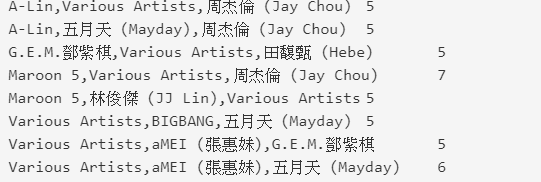 A-Lin,Various Artists,周杰倫 (Jay Chou) 5
A-Lin,五月天 (Mayday),周杰倫 (Jay Chou) 5
G.E.M.鄧紫棋,Various Artists,田馥甄 (Hebe) 5
Maroon 5,Various Artists,周杰倫 (Jay Chou) 7
Maroon 5,林俊傑 (JJ Lin),Various Artists 5
Various Artists,BIGBANG,五月天 (Mayday) 5
Various Artists,aMEI (張惠妹),G.E.M.鄧紫棋 5
Various Artists,aMEI (張惠妹),五月天 (Mayday) 6